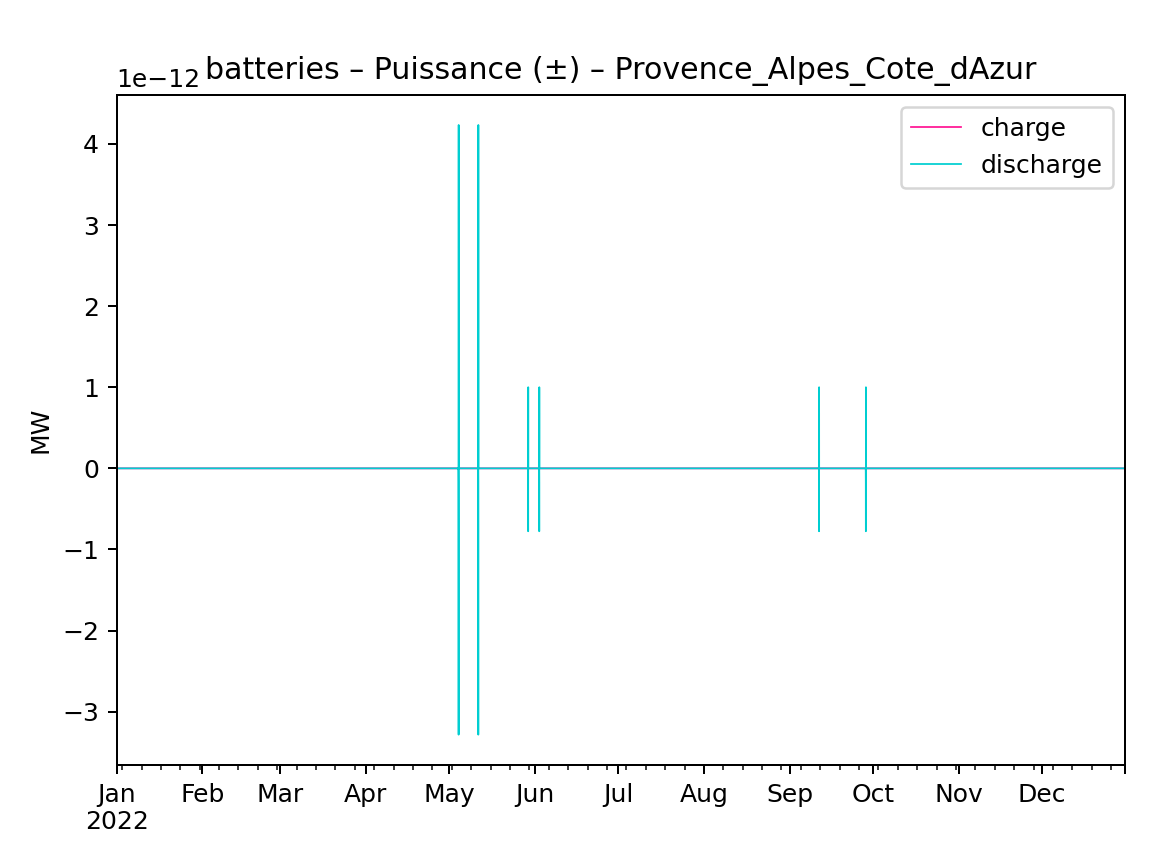 1e−12
batteries – Puissance (±) – Provence_Alpes_Cote_dAzur
charge
discharge
4
3
2
1
0
−1
−2
−3
MW
Jan Feb Mar Apr May Jun Jul Aug Sep Oct Nov Dec
2022